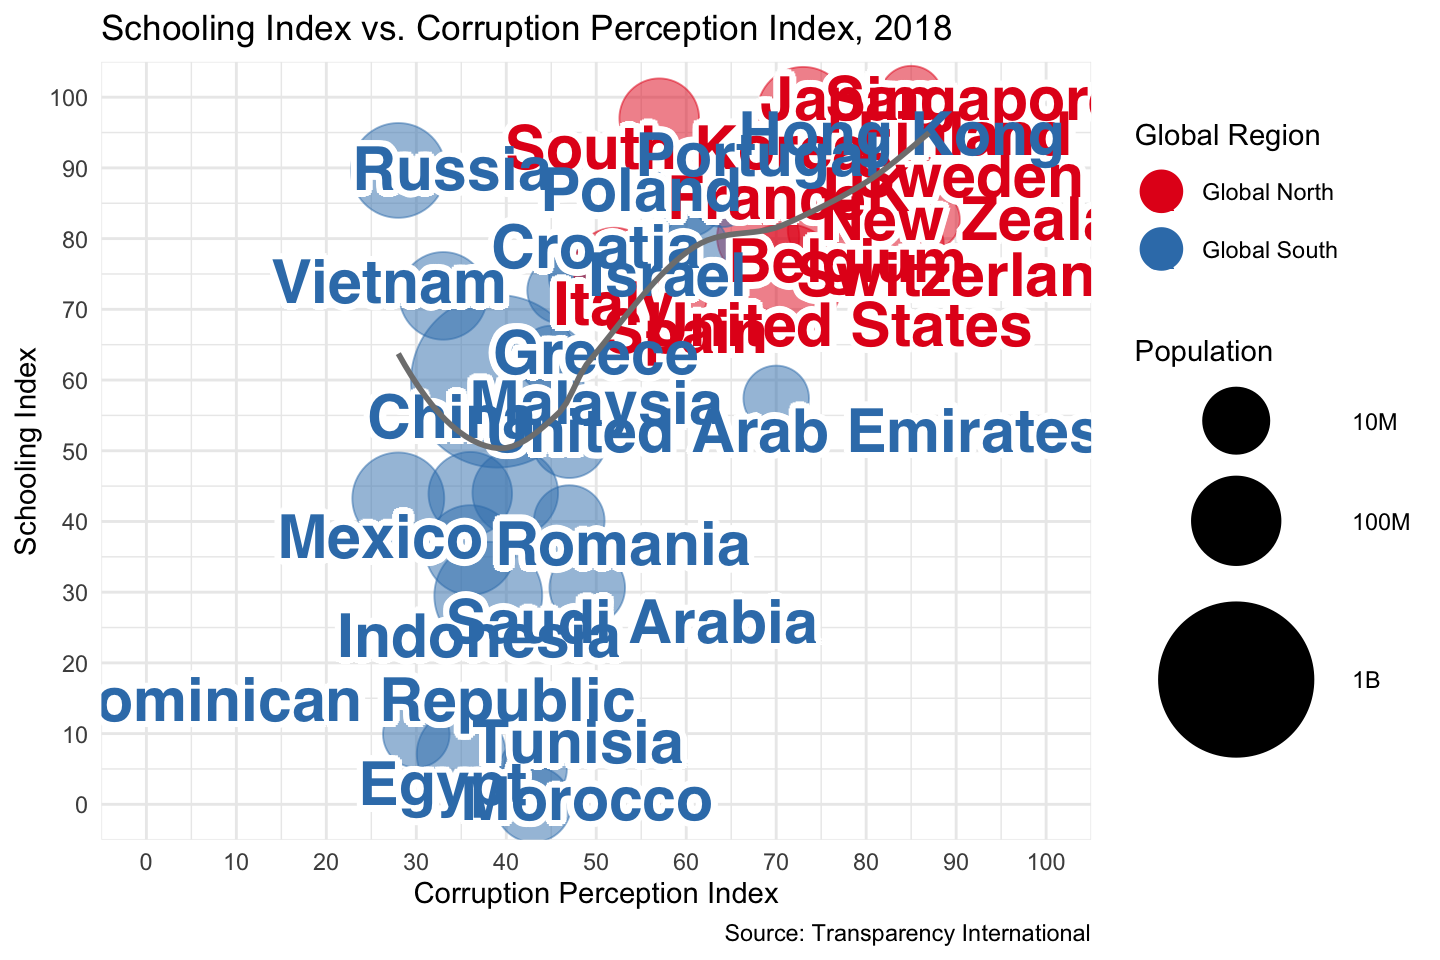 Schooling Index vs. Corruption Perception Index, 2018
Schooling Index
100
90
80
70
60
50
40
30
20
10
0
Japan
Singapore
South Korea
Hong Kong
Portugal
Russia
Poland
France
UK
Sweden
New Zeala
Croatia
Israel
Belgium
Switzerlan
Vietnam
Italy
Spain
United States
Greece
Malaysia
China
United Arab Emirates
Mexico
Romania
Saudi Arabia
Indonesia
ominican Republic
Tunisia
Egypt
Morocco
0 10 20 30 40 50 60 70 80 90 100
Corruption Perception Index
Source: Transparency International
Global Region
Global North
Global South
Population
10M
100M
1B